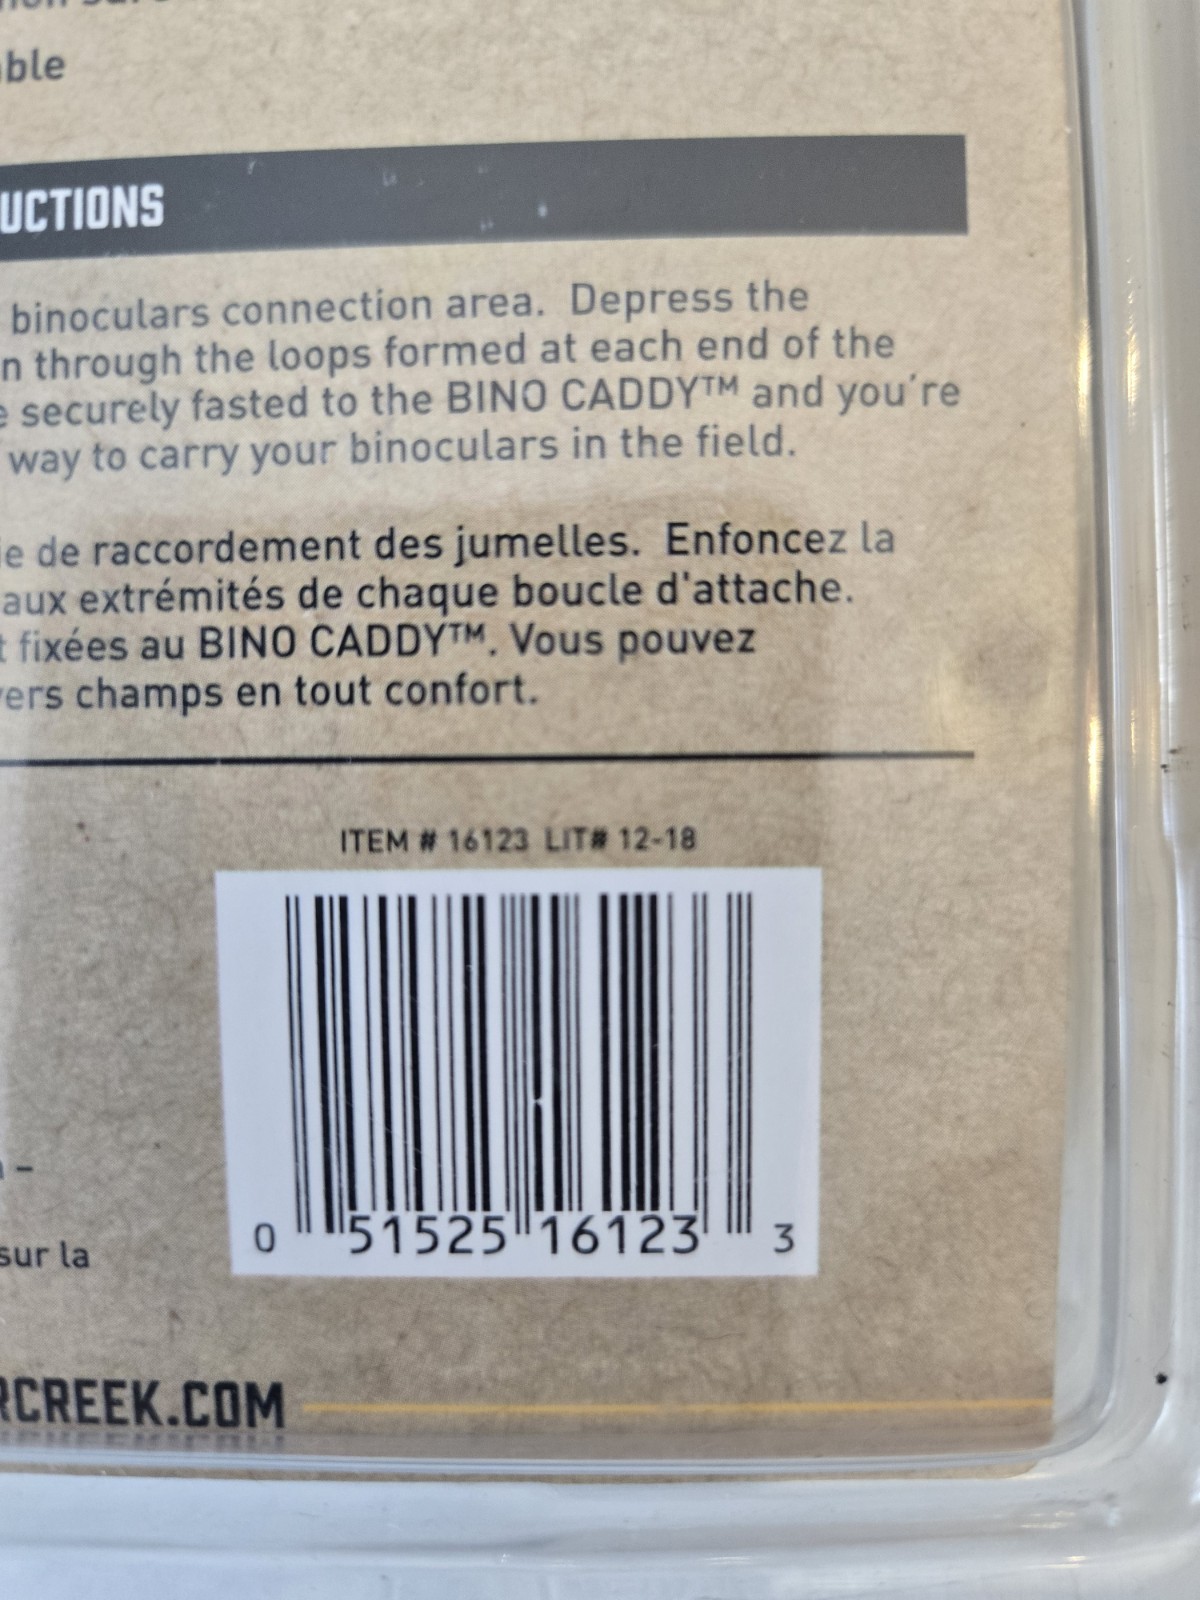 UCTIONS
binoculars connection area. Depress the
through the loops formed at each end of the
securely fasted to the BINO CADDY™ and you're
way to carry your binoculars in the field.
de raccordement des jumelles. Enfoncez la
aux extrémités de chaque boucle d'attache.
fixées au BINO CADDY™. Vous pouvez
champs en tout confort.
ITEM # 16123 LIT# 12-18
0 51525 16123 3
sur la
RCREEK.COM